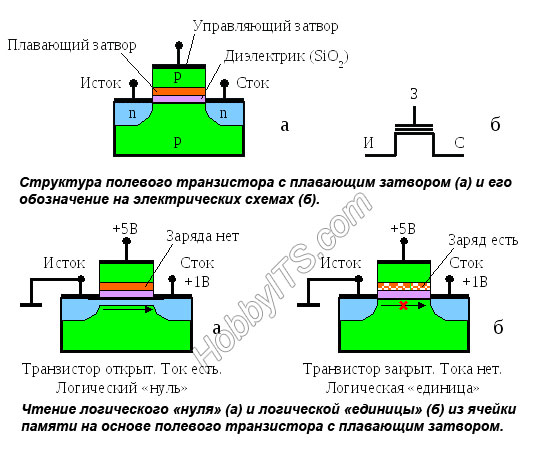 Управляющий затвор
Плавающий затвор
Диэлектрик (SiO2)
Исток
p
Сток
n
n
p
а
З
б
И
С
Структура полевого транзистора с плавающим затвором (а) и его
обозначение на электрических схемах (б).
+5В
Заряда нет
Исток
Сток
+1В
а
+5В
Заряд есть
Исток
Сток
+1В
б
HobbyITS.com
Транзистор открыт. Ток есть.
Логический «нуль»
Транзистор закрыт. Тока нет.
Логическая «единица»
Чтение логического «нуля» (а) и логической «единицы» (б) из ячейки
памяти на основе полевого транзистора с плавающим затвором.